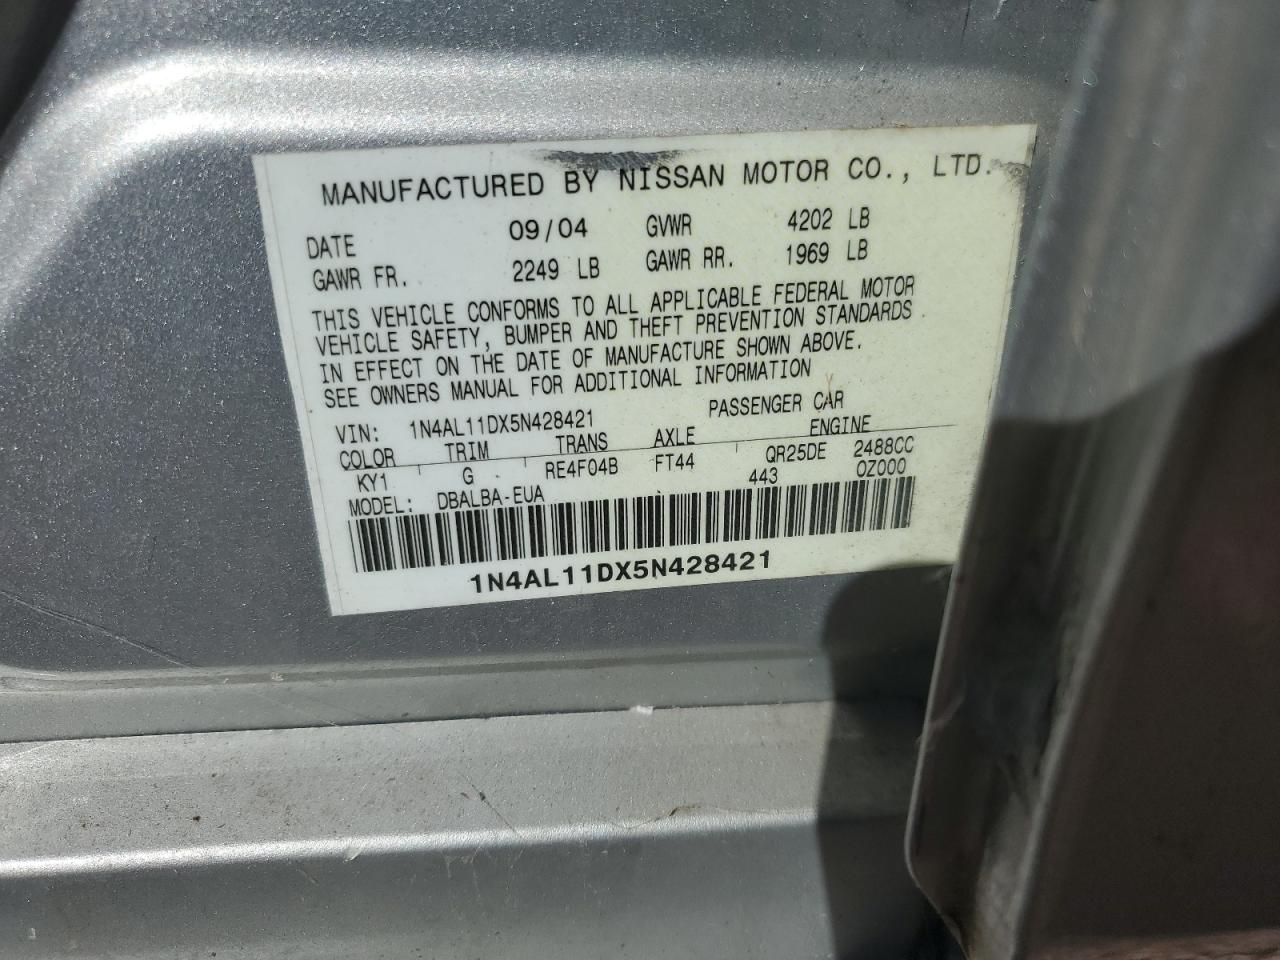 MANUFACTURED BY NISSAN MOTOR CO., LTD.
DATE 09/04 GVWR 4202 LB
GAWR FR. 2249 LB GAWR RR. 1969 LB
THIS VEHICLE CONFORMS TO ALL APPLICABLE FEDERAL MOTOR
VEHICLE SAFETY, BUMPER AND THEFT PREVENTION STANDARDS
IN EFFECT ON THE DATE OF MANUFACTURE SHOWN ABOVE.
SEE OWNERS MANUAL FOR ADDITIONAL INFORMATION
VIN: 1N4AL11DX5N428421 PASSENGER CAR
COLOR TRIM TRANS AXLE ENGINE
KY1 G RE4F04B FT44 QR25DE 2488CC
MODEL: DBALBA-EUA 443 0Z000
1N4AL11DX5N428421